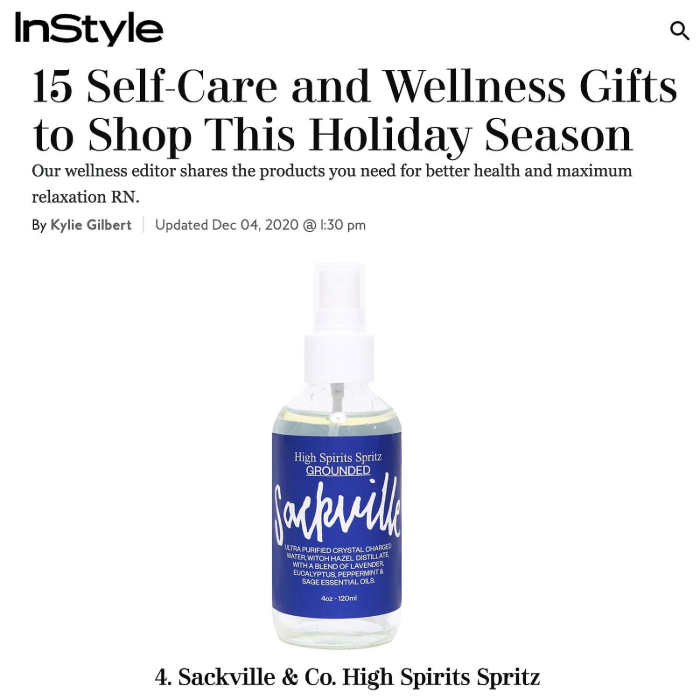 InStyle
15 Self-Care and Wellness Gifts
to Shop This Holiday Season
Our wellness editor shares the products you need for better health and maximum
relaxation RN.
By Kylie Gilbert | Updated Dec 04, 2020 @ 1:30 pm
High Spirits Spritz
GROUNDED
Sackville
ULTRA PURIFIED CRYSTAL CHARGED
WATER, WITCH HAZEL DISTILLATE,
WITH A BLEND OF LAVENDER,
EUCALYPTUS, PEPPERMINT &
SAGE ESSENTIAL OILS.
4oz - 120ml
4. Sackville & Co. High Spirits Spritz